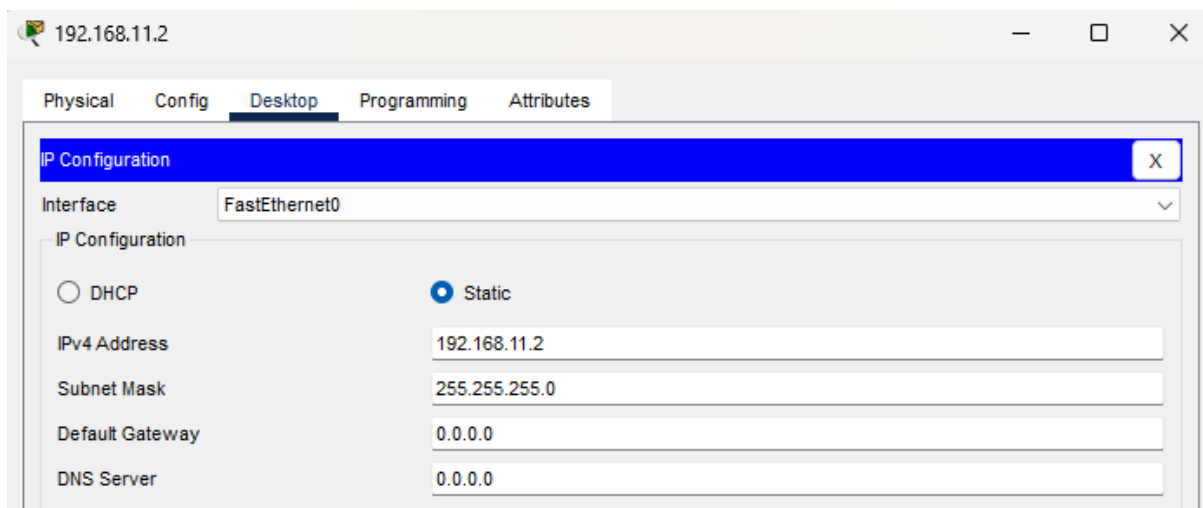 192.168.11.2
Physical Config Desktop Programming Attributes
IP Configuration X
Interface FastEthernet0
IP Configuration
DHCP Static
IPv4 Address 192.168.11.2
Subnet Mask 255.255.255.0
Default Gateway 0.0.0.0
DNS Server 0.0.0.0